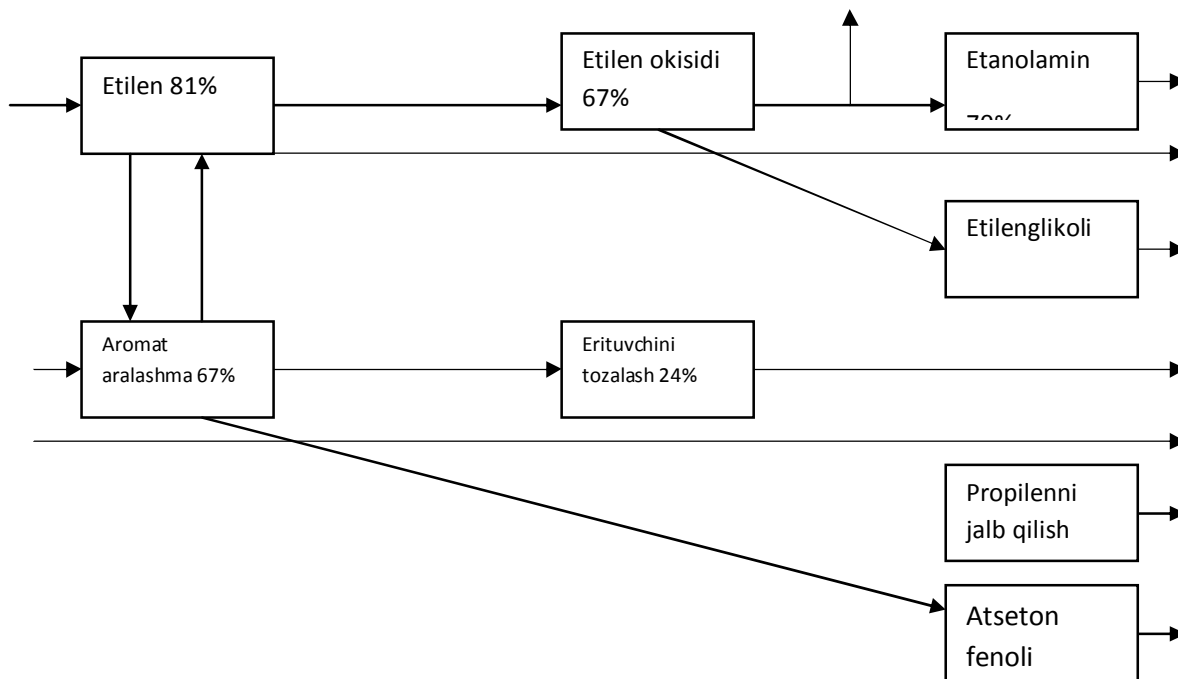 Etilen 81%
Etilen okisidi
67%
Etanolamin
Etilenglikoli
Aromat
aralashma 67%
Erituvchini
tozalash 24%
Propilenni
jalb qilish
Atseton
fenoli